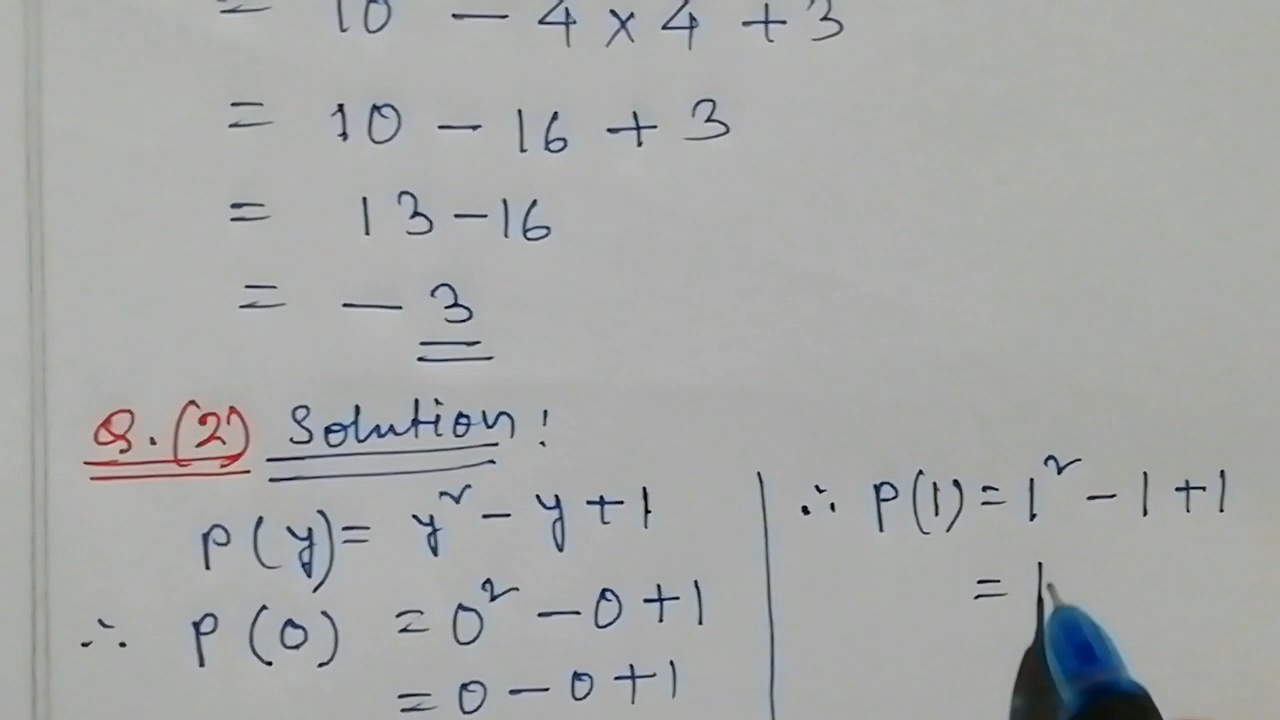 = 10 - 4 × 4 + 3
= 10 - 16 + 3
= 13 - 16
= - 3
Q.(2) Solution:
P(y) = y² - y + 1
∴ P(0) = 0² - 0 + 1
= 0 - 0 + 1
∴ P(1) = 1² - 1 + 1
= 1